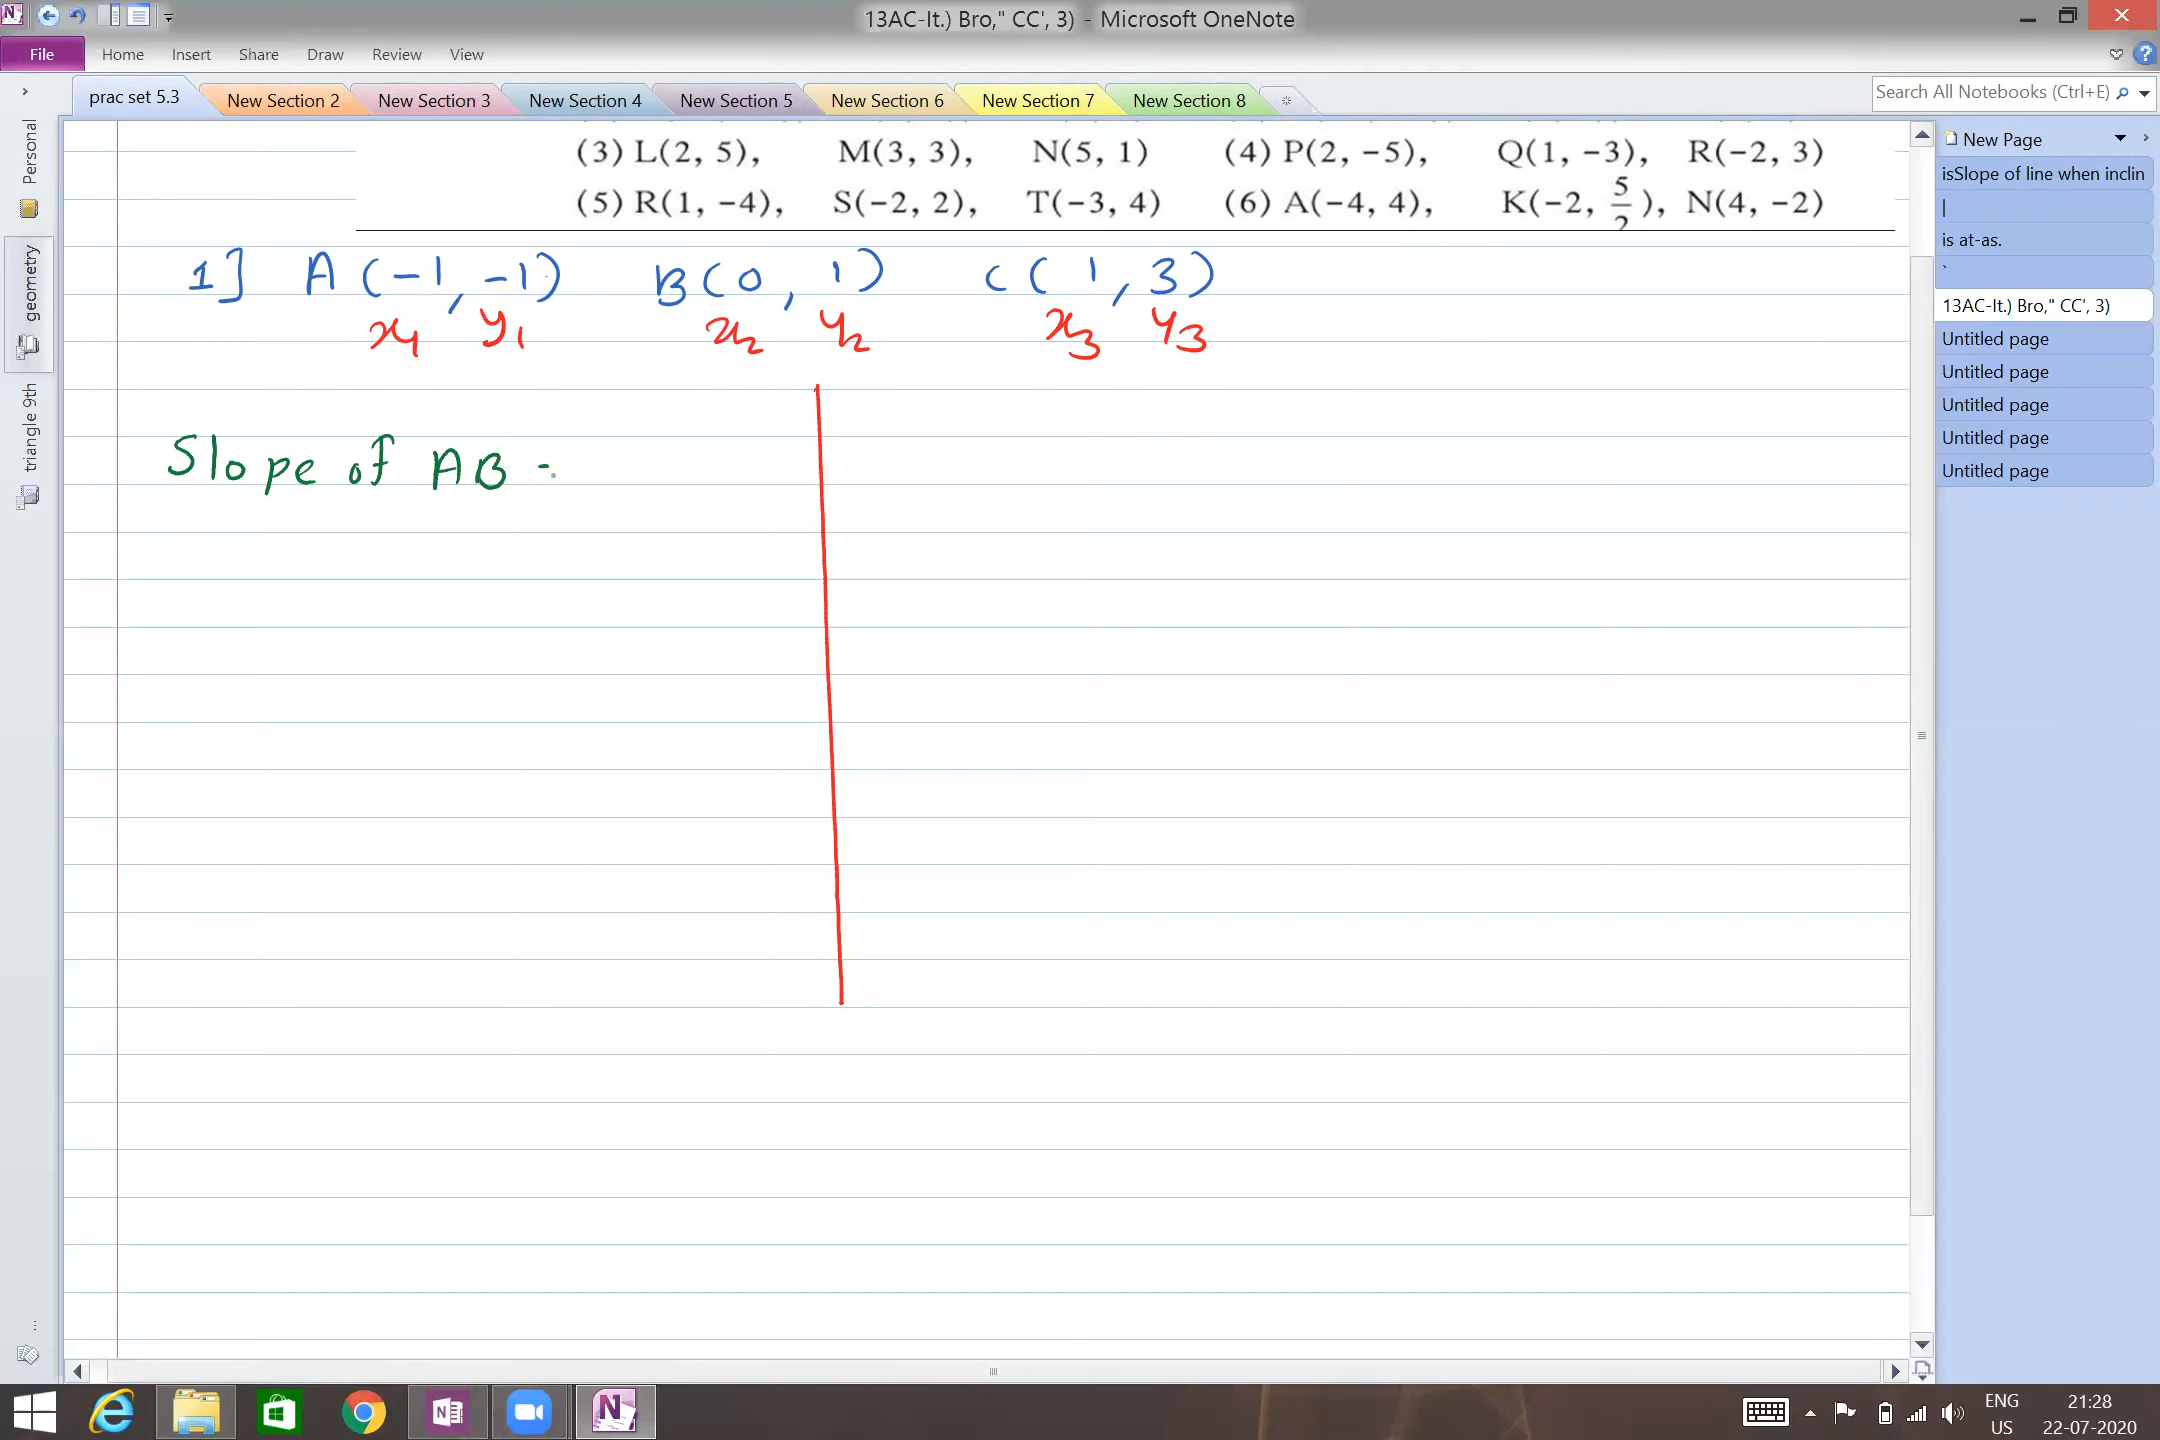 13AC-It.) Bro," CC', 3) - Microsoft OneNote
File Home Insert Share Draw Review View
prac set 5.3 New Section 2 New Section 3 New Section 4 New Section 5 New Section 6 New Section 7 New Section 8
Search All Notebooks (Ctrl+E)
Personal
geometry
triangle 9th
(3) L(2, 5), M(3, 3), N(5, 1) (4) P(2, −5), Q(1, −3), R(−2, 3)
(5) R(1, −4), S(−2, 2), T(−3, 4) (6) A(−4, 4), K(−2, 5/2), N(4, −2)
1] A (-1, -1) B(0, 1) C(1, 3)
x1 y1 x2 y2 x3 y3
Slope of AB -
New Page
isSlope of line when inclin
|
is at-as.
`
13AC-It.) Bro," CC', 3)
Untitled page
Untitled page
Untitled page
Untitled page
Untitled page
ENG
US
21:28
22-07-2020